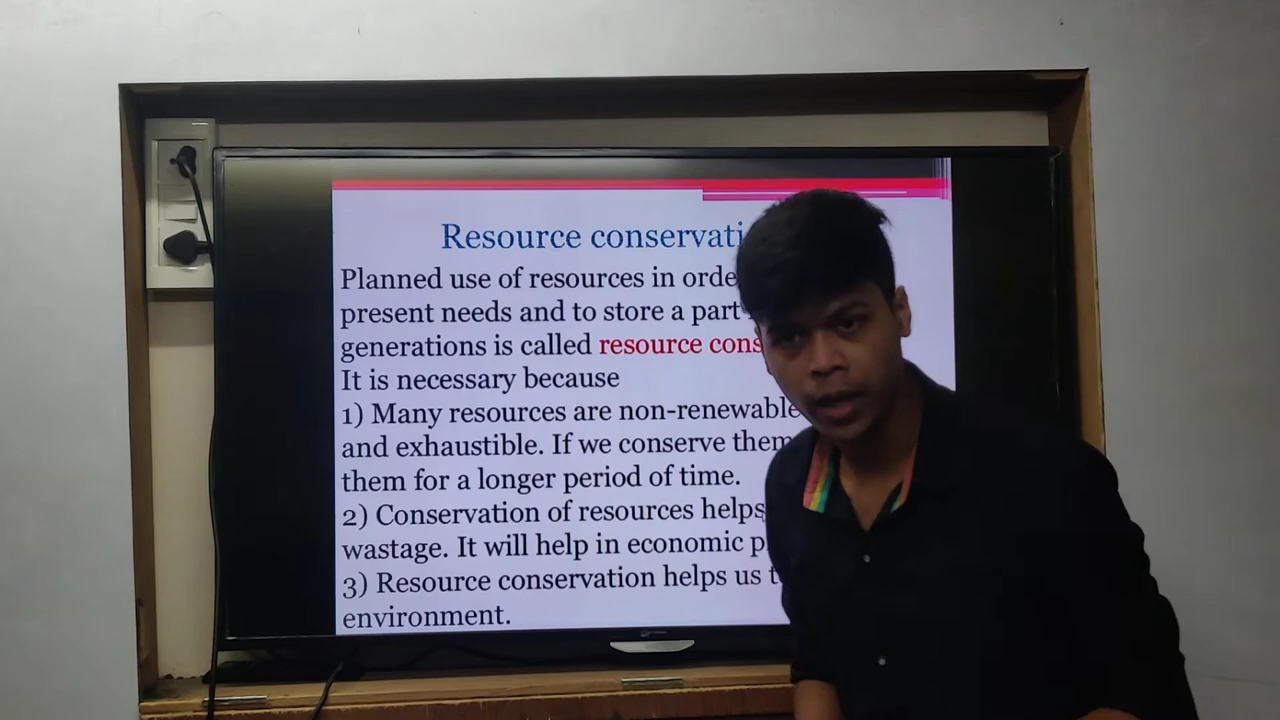 Resource conservati
Planned use of resources in orde
present needs and to store a part
generations is called resource cons
It is necessary because
1) Many resources are non-renewable
and exhaustible. If we conserve them
them for a longer period of time.
2) Conservation of resources helps
wastage. It will help in economic p
3) Resource conservation helps us t
environment.